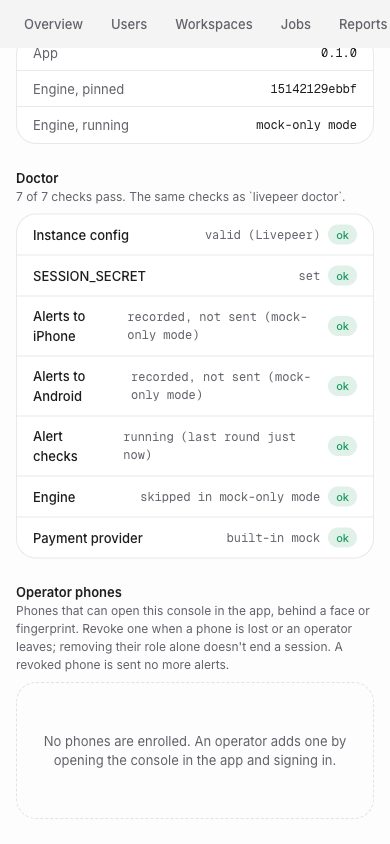 Overview Users Workspaces Jobs Reports
App 0.1.0
Engine, pinned 15142129ebbf
Engine, running mock-only mode
Doctor
7 of 7 checks pass. The same checks as `livepeer doctor`.
Instance config valid (Livepeer) ok
SESSION_SECRET set ok
Alerts to iPhone recorded, not sent (mock-only mode) ok
Alerts to Android recorded, not sent (mock-only mode) ok
Alert checks running (last round just now) ok
Engine skipped in mock-only mode ok
Payment provider built-in mock ok
Operator phones
Phones that can open this console in the app, behind a face or
fingerprint. Revoke one when a phone is lost or an operator
leaves; removing their role alone doesn't end a session. A
revoked phone is sent no more alerts.
No phones are enrolled. An operator adds one by
opening the console in the app and signing in.